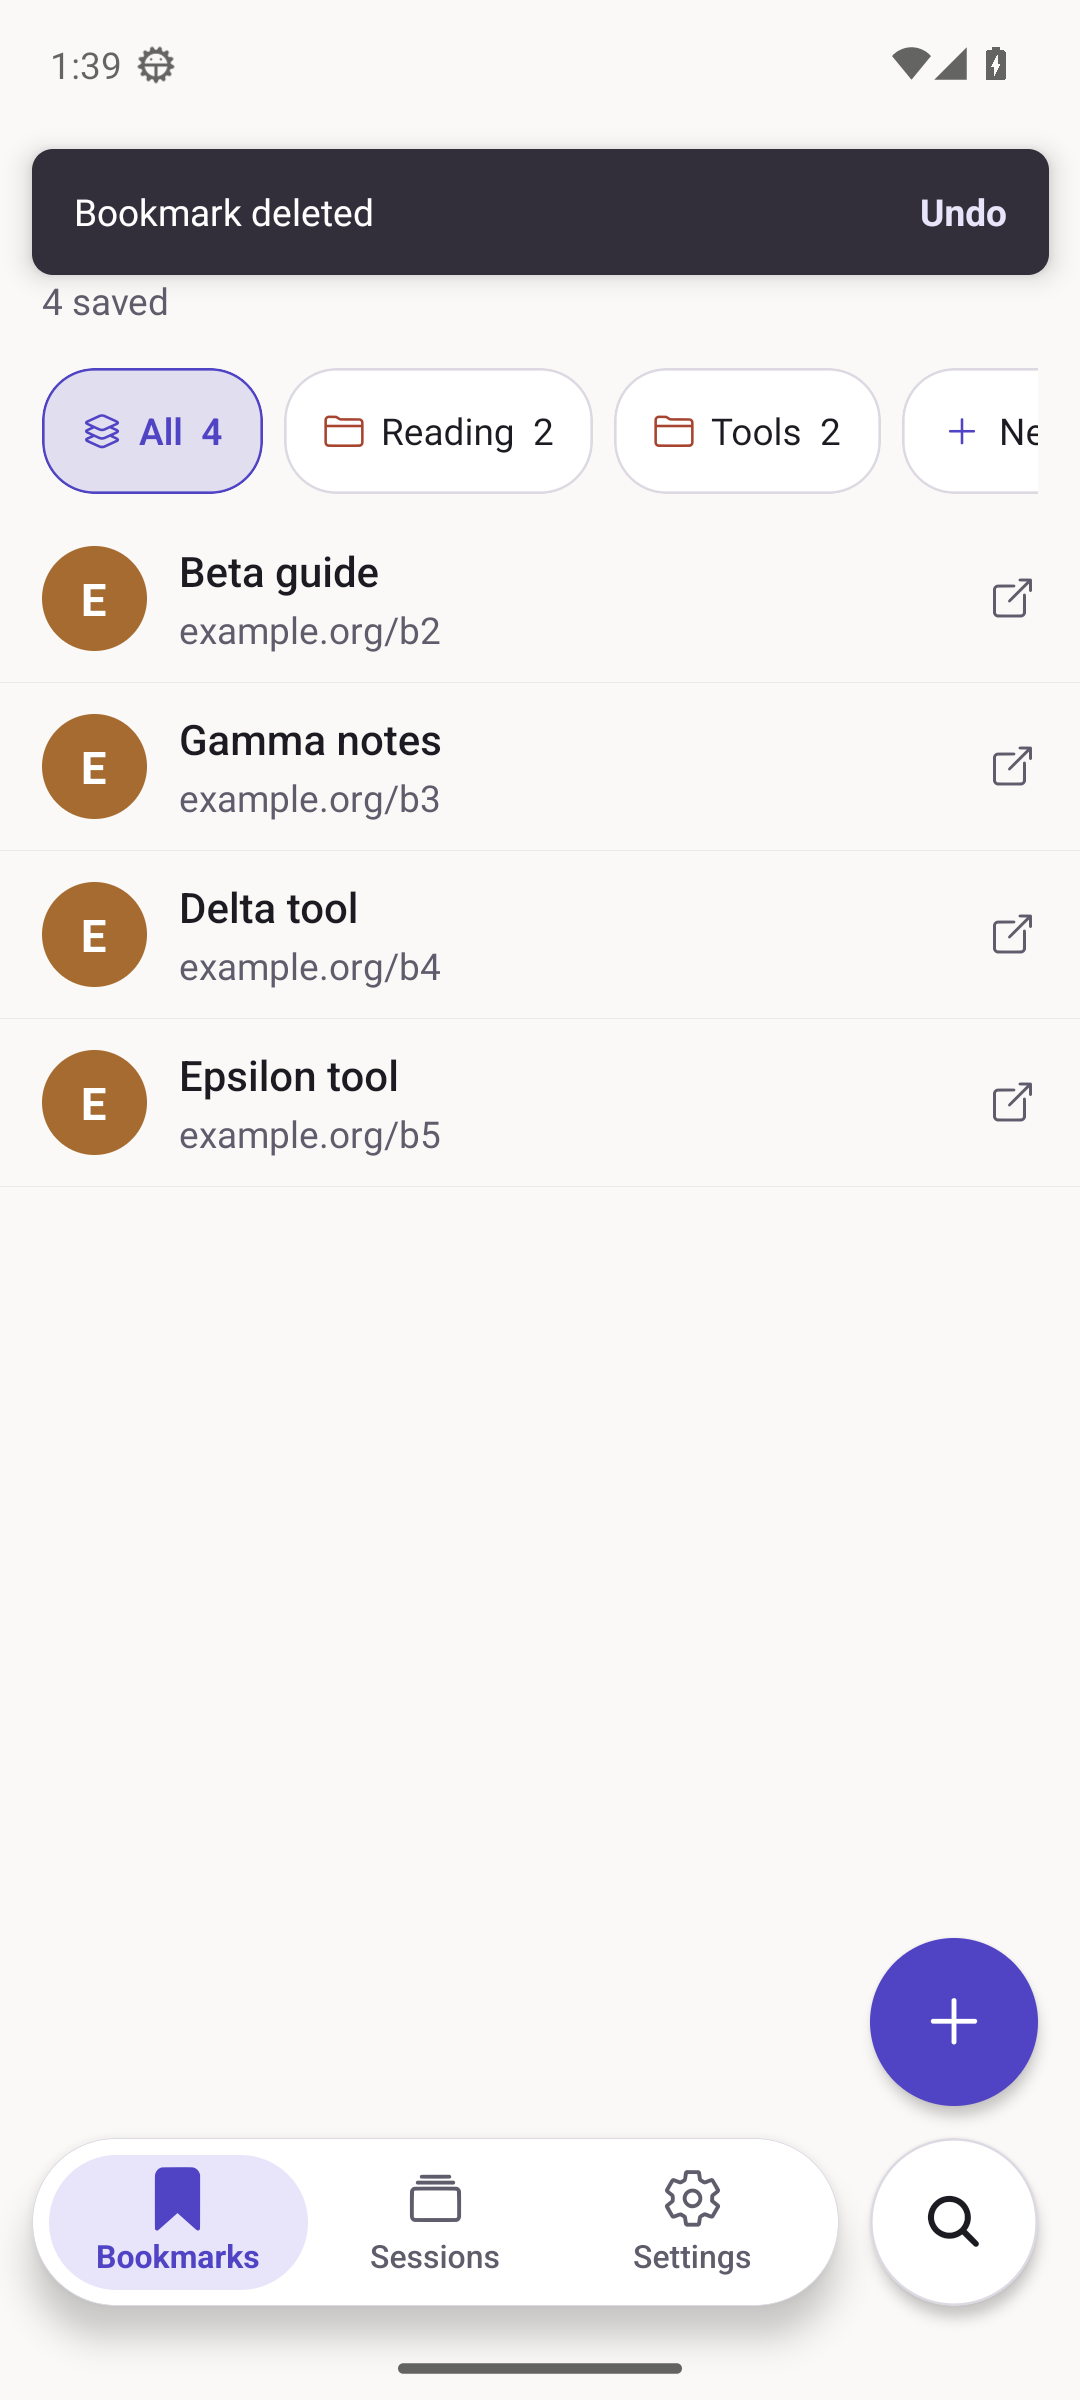 1:39
Bookmark deleted Undo
4 saved
All 4 Reading 2 Tools 2 Ne
E Beta guide
example.org/b2
E Gamma notes
example.org/b3
E Delta tool
example.org/b4
E Epsilon tool
example.org/b5
Bookmarks Sessions Settings